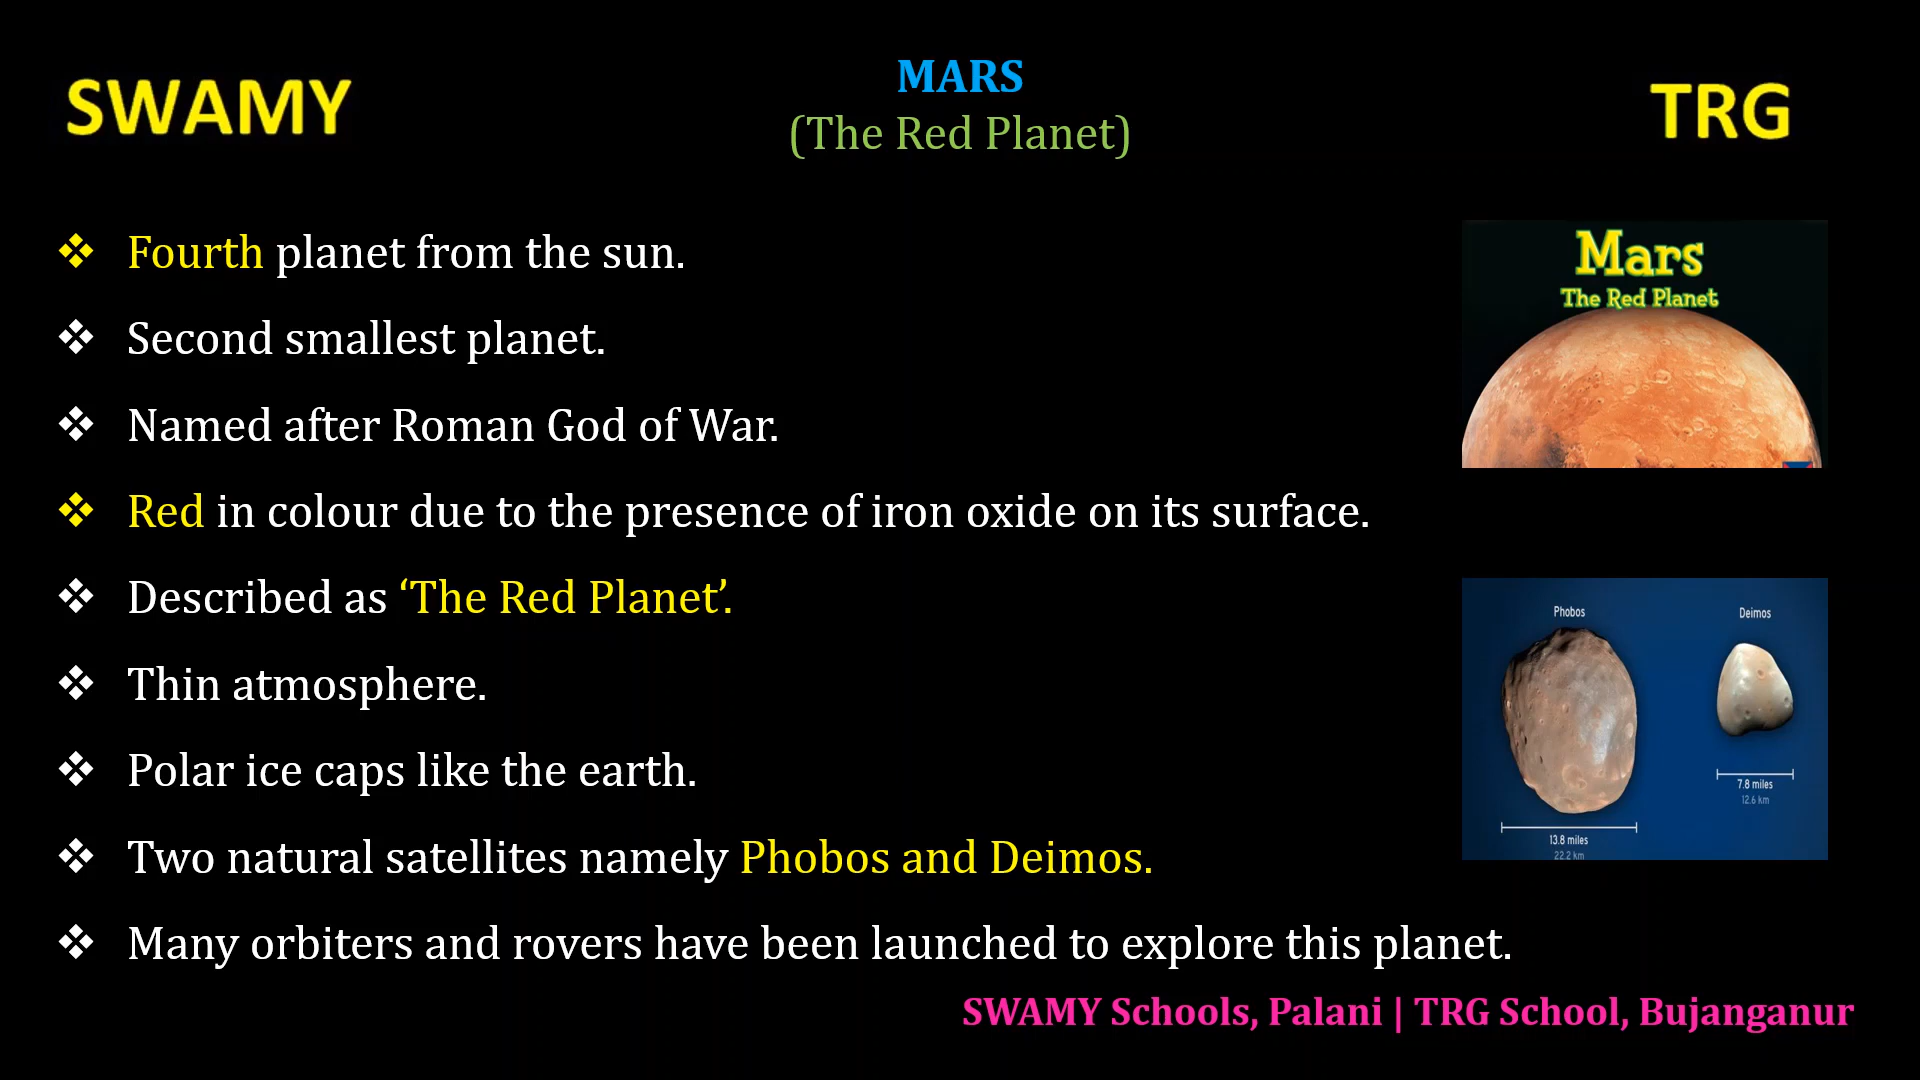 SWAMY
MARS
(The Red Planet)
TRG
❖ Fourth planet from the sun.
❖ Second smallest planet.
❖ Named after Roman God of War.
❖ Red in colour due to the presence of iron oxide on its surface.
❖ Described as ‘The Red Planet’.
❖ Thin atmosphere.
❖ Polar ice caps like the earth.
❖ Two natural satellites namely Phobos and Deimos.
❖ Many orbiters and rovers have been launched to explore this planet.
Mars
The Red Planet
Phobos
Deimos
7.8 miles
12.6 km
13.8 miles
22.2 km
SWAMY Schools, Palani | TRG School, Bujanganur